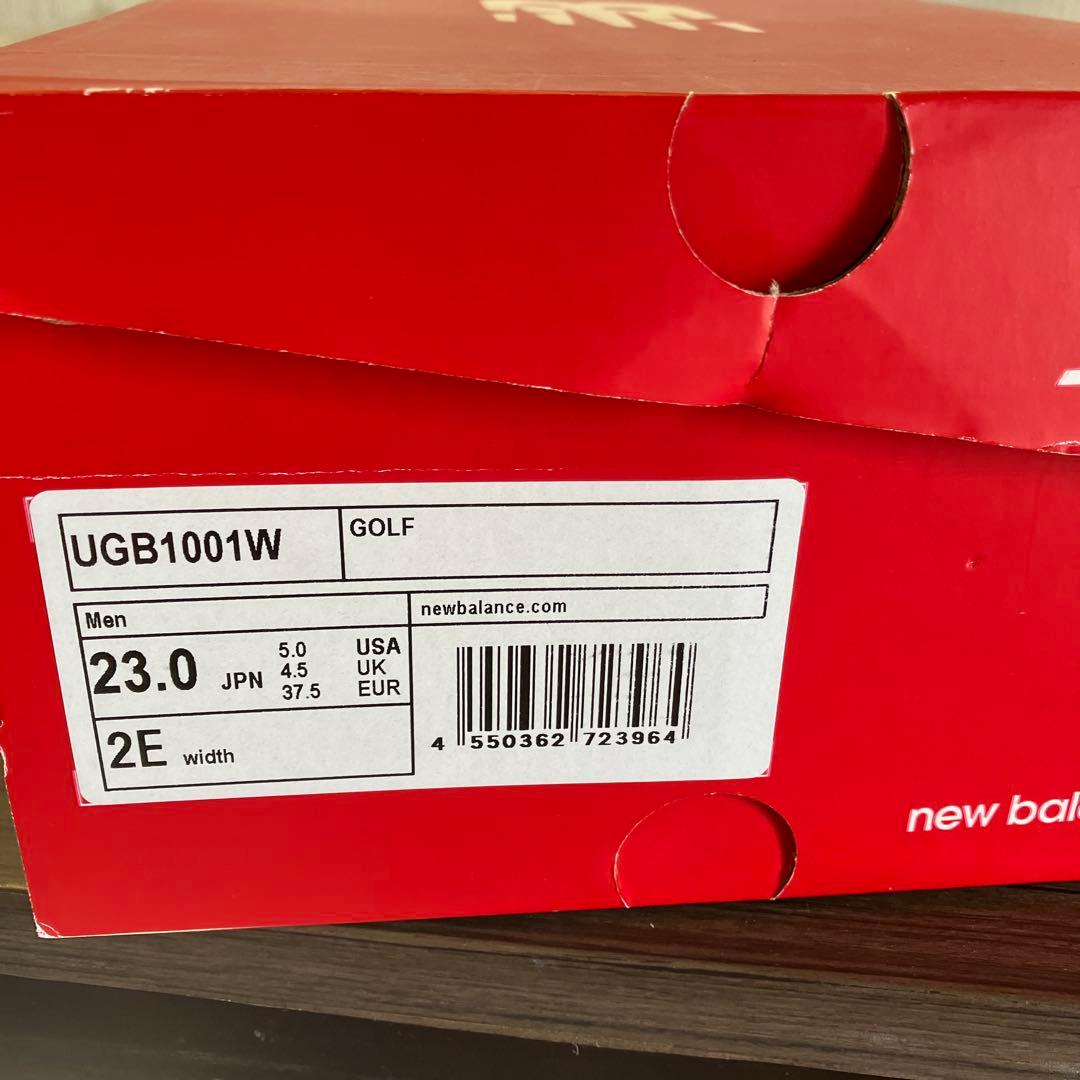 UGB1001W
GOLF
Men
newbalance.com
23.0 JPN
5.0 USA
4.5 UK
37.5 EUR
2E width
4 550362 723964
new bal